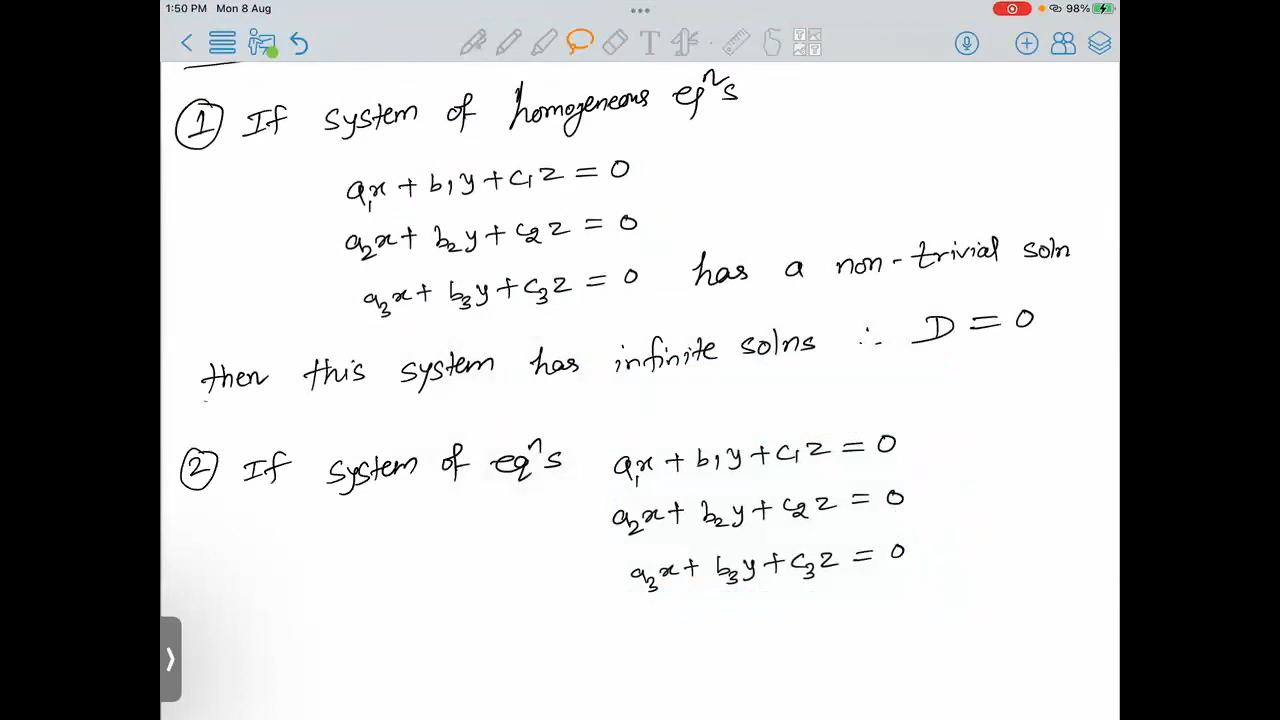 1:50 PM Mon 8 Aug 98%
① If system of homogeneous eqⁿs
a₁x + b₁y + c₁z = 0
a₂x + b₂y + c₂z = 0
a₃x + b₃y + c₃z = 0 has a non-trivial soln
then this system has infinite solns ∴ D = 0
② If system of eqⁿs a₁x + b₁y + c₁z = 0
a₂x + b₂y + c₂z = 0
a₃x + b₃y + c₃z = 0